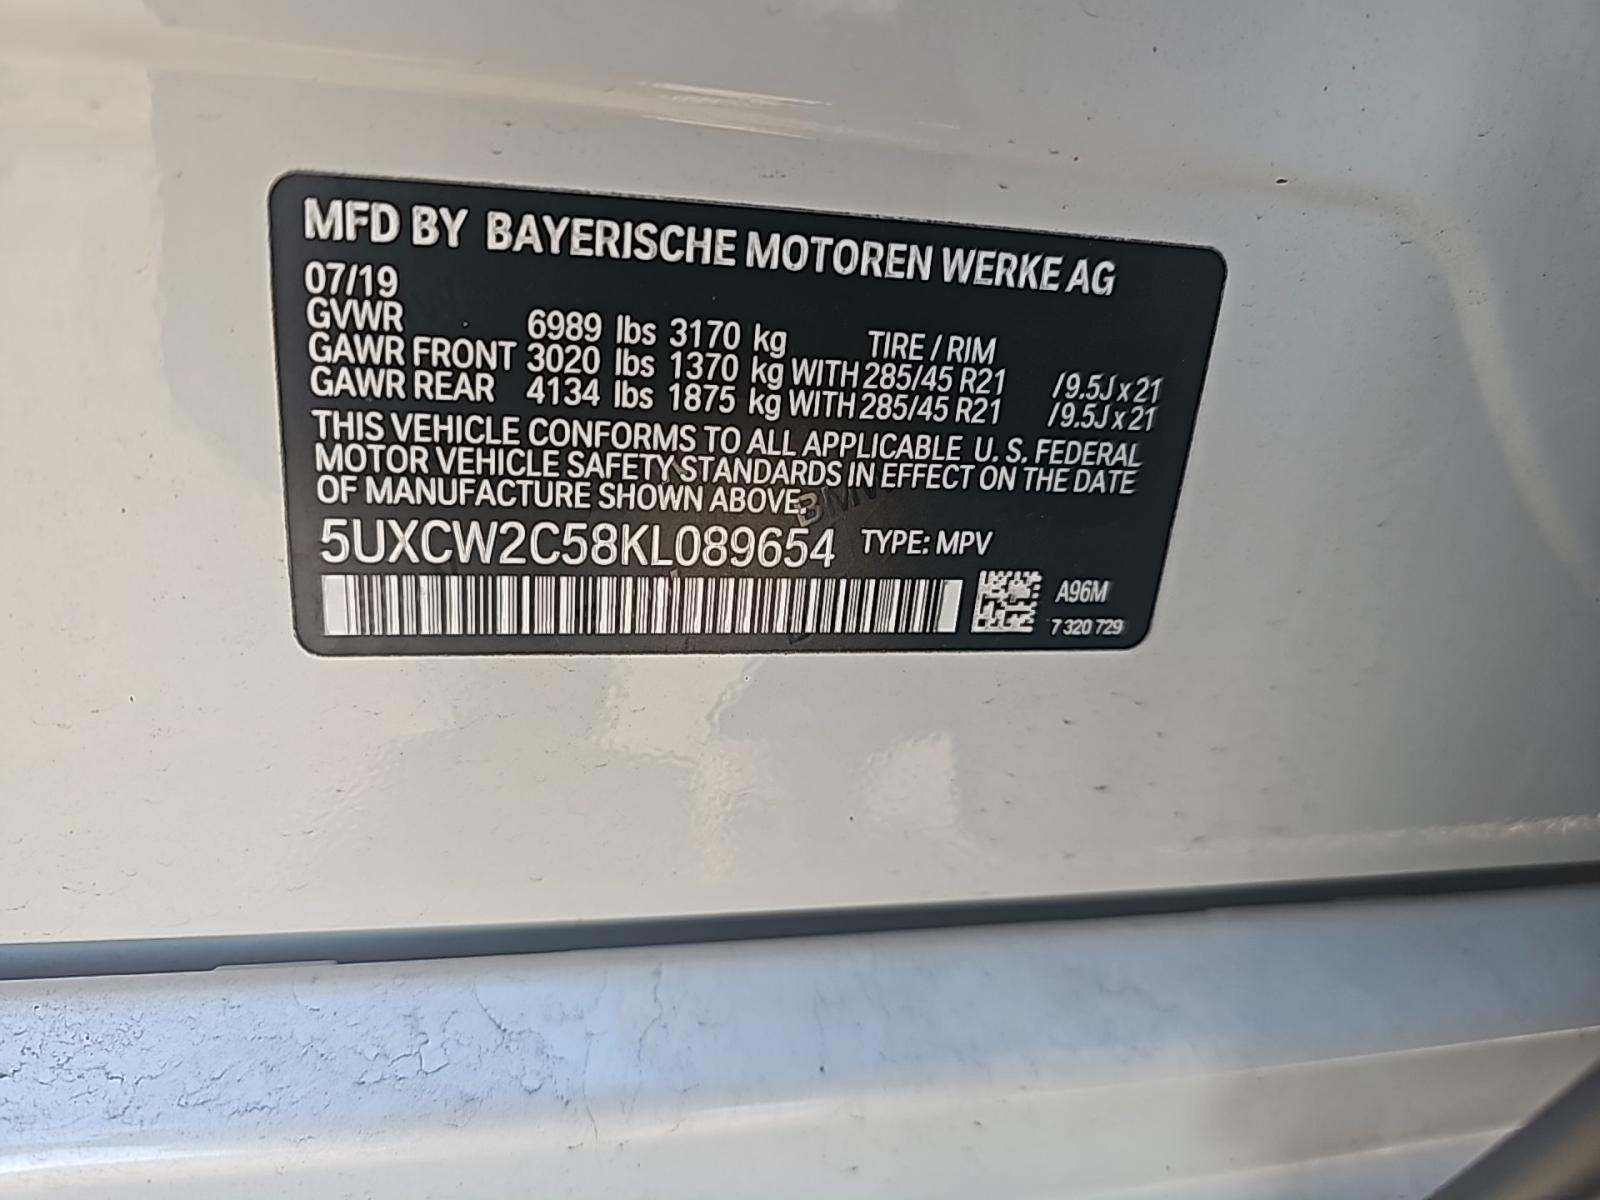 MFD BY BAYERISCHE MOTOREN WERKE AG
07/19
GVWR 6989 lbs 3170 kg TIRE / RIM
GAWR FRONT 3020 lbs 1370 kg WITH 285/45 R21 /9.5J x 21
GAWR REAR 4134 lbs 1875 kg WITH 285/45 R21 /9.5J x 21
THIS VEHICLE CONFORMS TO ALL APPLICABLE U. S. FEDERAL
MOTOR VEHICLE SAFETY STANDARDS IN EFFECT ON THE DATE
OF MANUFACTURE SHOWN ABOVE.
BMW
5UXCW2C58KL089654 TYPE: MPV
A96M
7 320 729